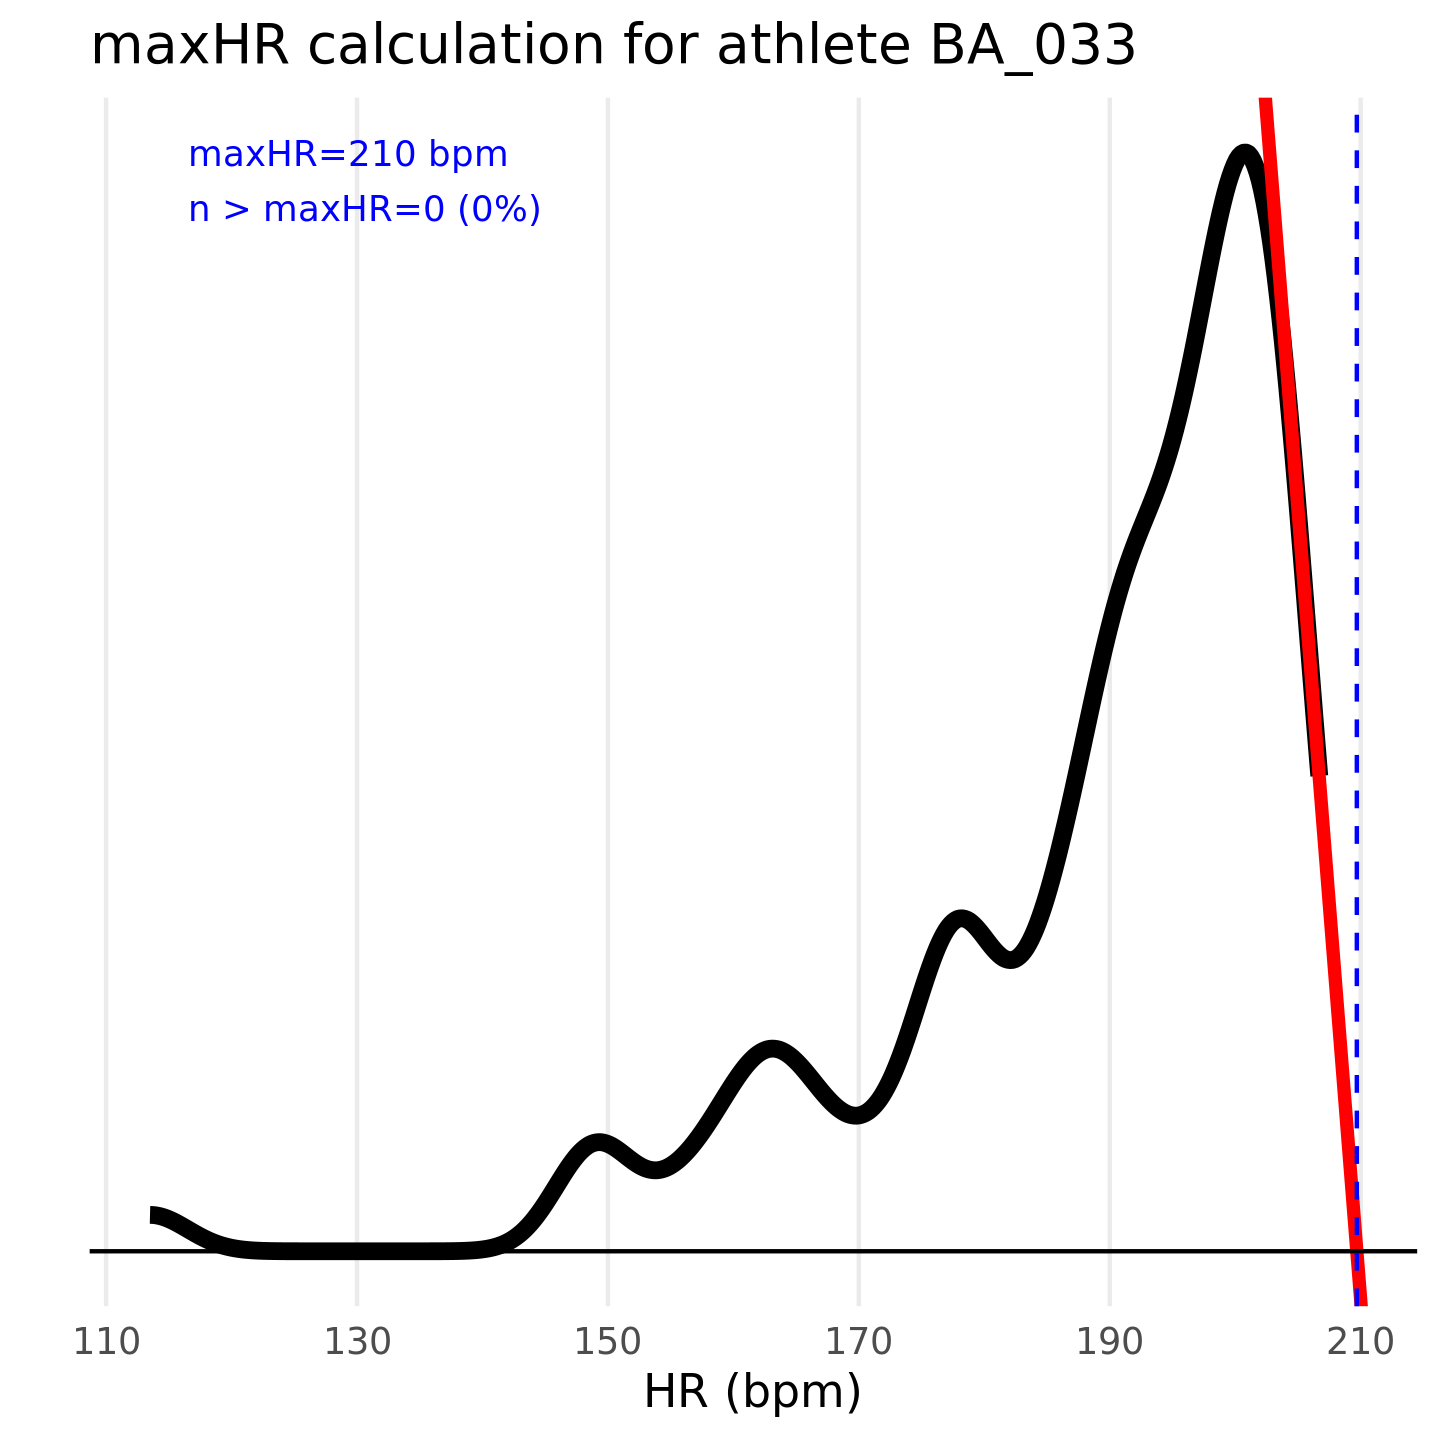 maxHR calculation for athlete BA_033
maxHR=210 bpm
n > maxHR=0 (0%)
110 130 150 170 190 210
HR (bpm)